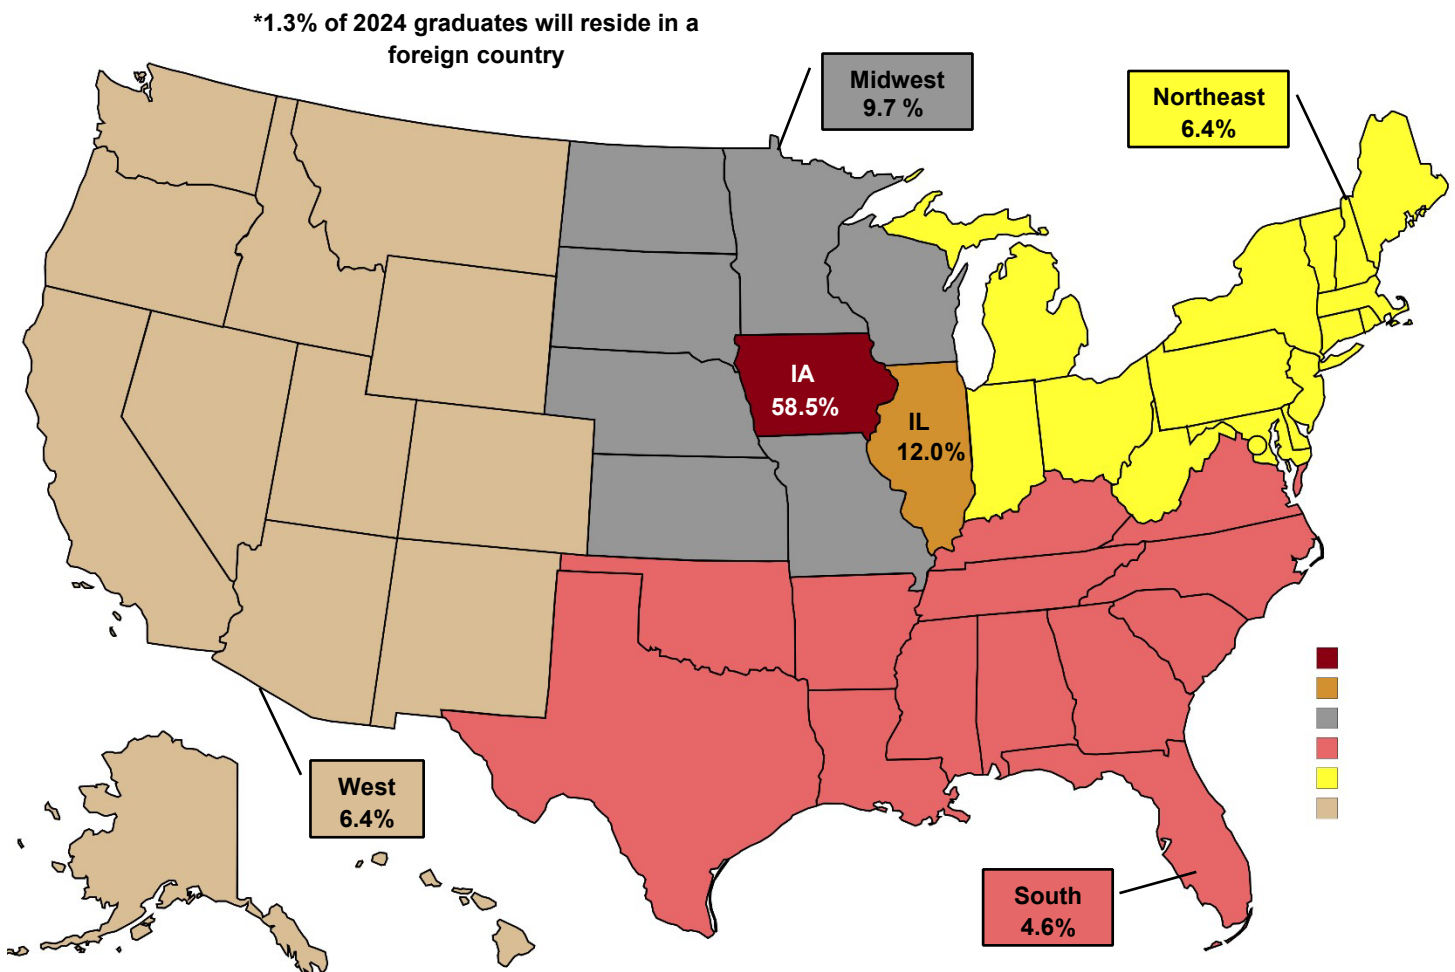 *1.3% of 2024 graduates will reside in a
foreign country
Midwest
9.7 %
Northeast
6.4%
IA
58.5%
IL
12.0%
West
6.4%
South
4.6%